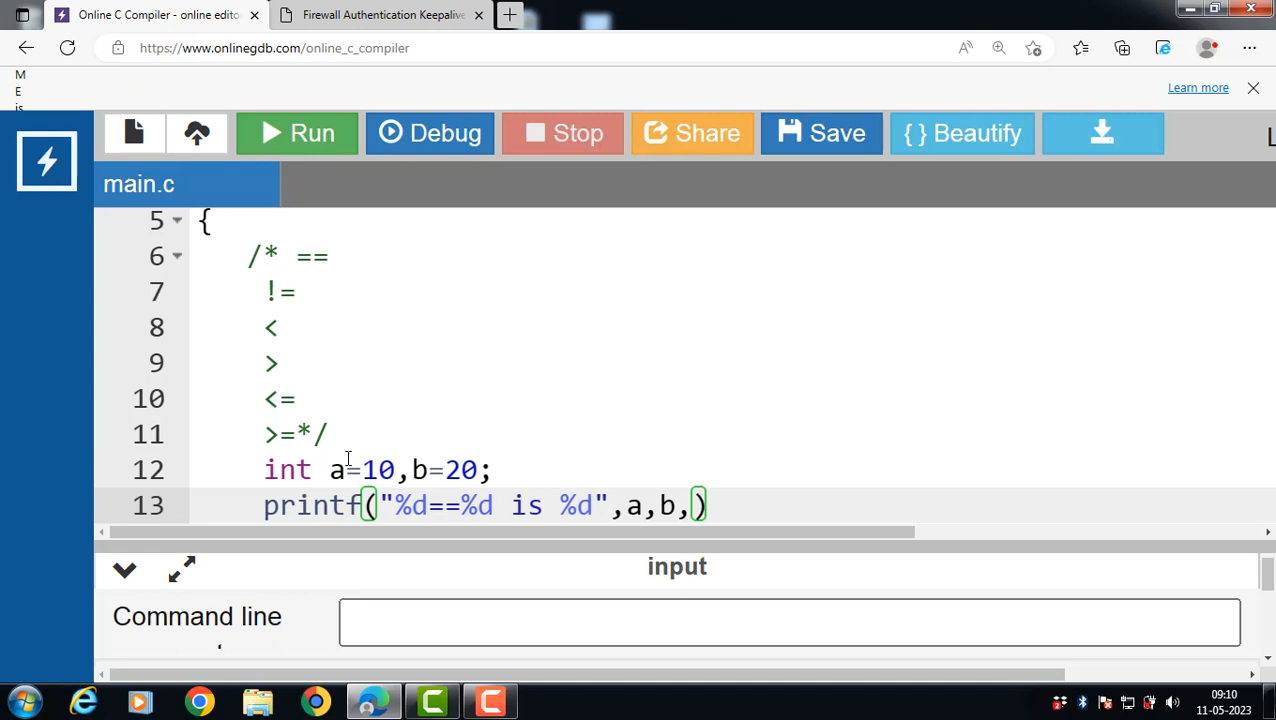 Online C Compiler - online editor
Firewall Authentication Keepalive
https://www.onlinegdb.com/online_c_compiler
M
E
is
Learn more
Run
Debug
Stop
Share
Save
{ } Beautify
main.c
5 {
6 /* ==
7 !=
8 <
9 >
10 <=
11 >=*/
12 int a=10,b=20;
13 printf("%d==%d is %d",a,b,)
input
Command line
09:10
11-05-2023